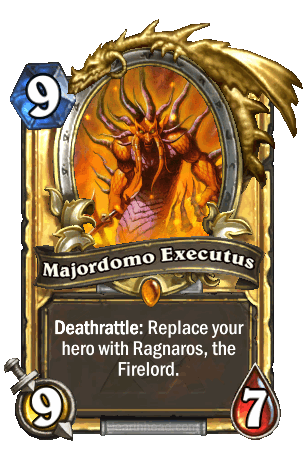 9
Majordomo Executus
Deathrattle: Replace your
hero with Ragnaros, the
Firelord.
9
7